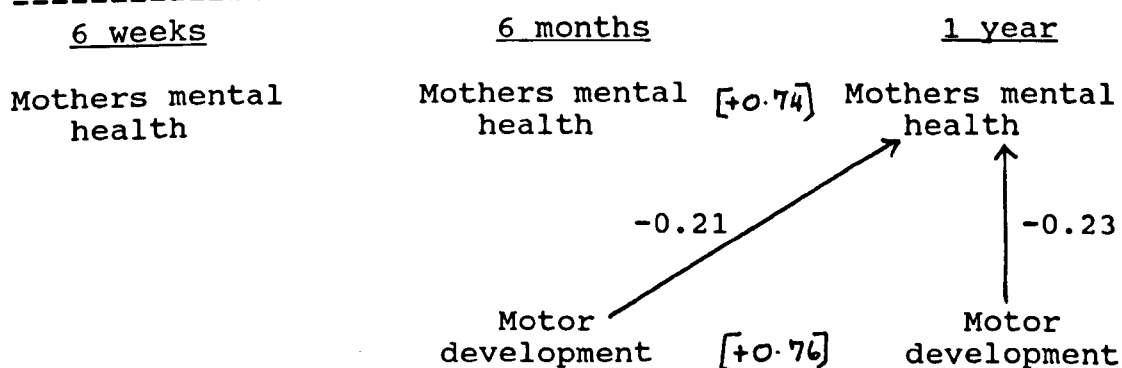 6 weeks 6 months 1 year
Mothers mental Mothers mental [+0.74] Mothers mental
health health health
-0.21 -0.23
Motor Motor
development [+0.76] development